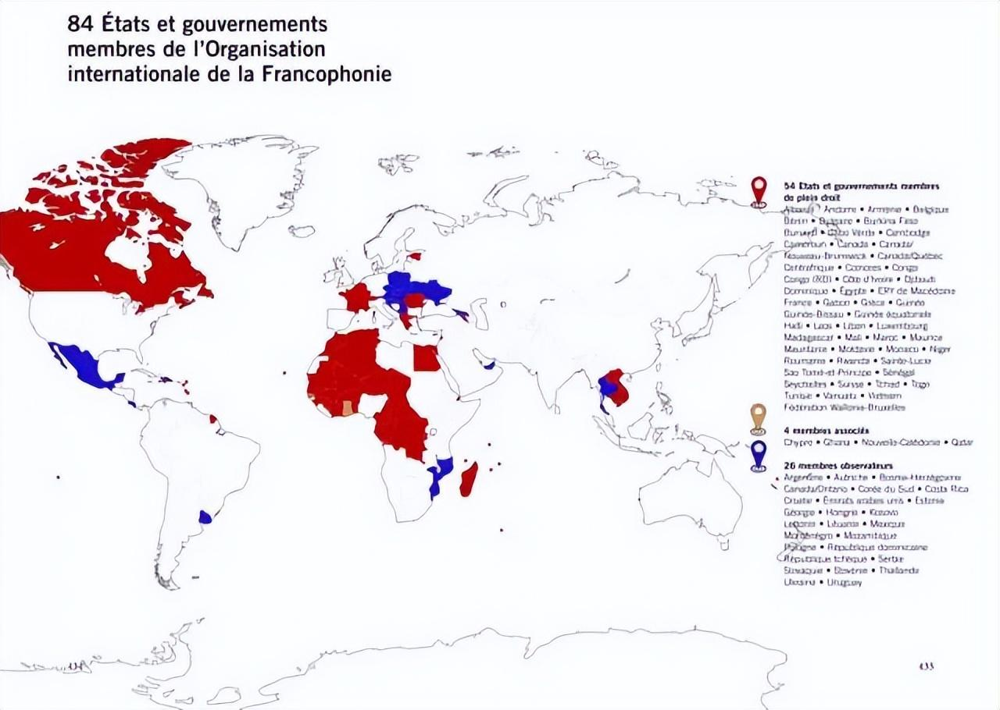 84 États et gouvernements
membres de l'Organisation
internationale de la Francophonie
54 États et gouvernements membres
de plein droit
Andorre • Arménie • Belgique
Bénin • Burkina Faso
Cabo Verde • Cambodge
Cameroun • Canada • Canada/
Nouveau-Brunswick • Canada/Québec
Centrafrique • Comores • Congo
Congo (RD) • Côte d'Ivoire • Djibouti
Dominique • Égypte • ERY de Macédoine
France • Gabon • Grèce • Guinée
Guinée-Bissau • Guinée équatoriale
Haïti • Laos • Liban • Luxembourg
Madagascar • Mali • Maroc • Maurice
Mauritanie • Moldavie • Monaco • Niger
Roumanie • Rwanda • Sainte-Lucie
Sao Tomé-et-Principe • Sénégal
Seychelles • Suisse • Tchad • Togo
Tunisie • Vanuatu • Vietnam
Fédération Wallonie-Bruxelles
4 membres associés
Chypre • Ghana • Nouvelle-Calédonie • Qatar
26 membres observateurs
Argentine • Autriche • Bosnie-Herzégovine
Canada/Ontario • Corée du Sud • Costa Rica
Croatie • Émirats arabes unis • Estonie
Géorgie • Hongrie • Kosovo
Lettonie • Lituanie • Mexique
Monténégro • Mozambique
Pologne • République dominicaine
République tchèque • Serbie
Slovaquie • Slovénie • Thaïlande
Ukraine • Uruguay